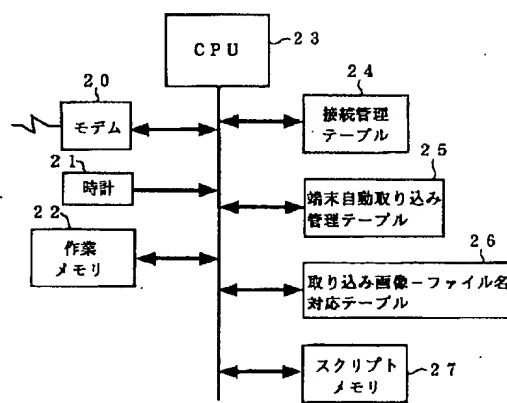 23
CPU
20
モデム
24
接続管理
テーブル
21
時計
25
端末自動取り込み
管理テーブル
22
作業
メモリ
26
取り込み画像－ファイル名
対応テーブル
スクリプト
メモリ
27